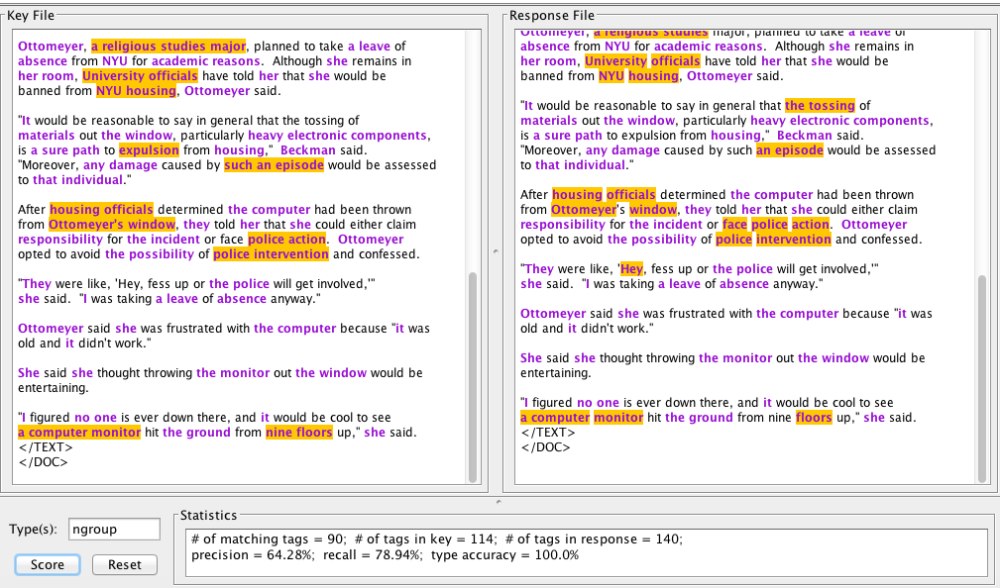 Key File
Ottomeyer, a religious studies major, planned to take a leave of
absence from NYU for academic reasons.  Although she remains in
her room, University officials have told her that she would be
banned from NYU housing, Ottomeyer said.
"It would be reasonable to say in general that the tossing of
materials out the window, particularly heavy electronic components,
is a sure path to expulsion from housing,"  Beckman said.
"Moreover, any damage caused by such an episode would be assessed
to that individual."
After housing officials determined the computer had been thrown
from Ottomeyer's window, they told her that she could either claim
responsibility for the incident or face police action.  Ottomeyer
opted to avoid the possibility of police intervention and confessed.
"They were like, 'Hey, fess up or the police will get involved,'"
she said.  "I was taking a leave of absence anyway."
Ottomeyer said she was frustrated with the computer because "it was
old and it didn't work."
She said she thought throwing the monitor out the window would be
entertaining.
"I figured no one is ever down there, and it would be cool to see
a computer monitor hit the ground from nine floors up," she said.
</TEXT>
</DOC>
Response File
Ottomeyer, a religious studies major, planned to take a leave of
absence from NYU for academic reasons.  Although she remains in
her room, University officials have told her that she would be
banned from NYU housing, Ottomeyer said.
"It would be reasonable to say in general that the tossing of
materials out the window, particularly heavy electronic components,
is a sure path to expulsion from housing,"  Beckman said.
"Moreover, any damage caused by such an episode would be assessed
to that individual."
After housing officials determined the computer had been thrown
from Ottomeyer's window, they told her that she could either claim
responsibility for the incident or face police action.  Ottomeyer
opted to avoid the possibility of police intervention and confessed.
"They were like, 'Hey, fess up or the police will get involved,'"
she said.  "I was taking a leave of absence anyway."
Ottomeyer said she was frustrated with the computer because "it was
old and it didn't work."
She said she thought throwing the monitor out the window would be
entertaining.
"I figured no one is ever down there, and it would be cool to see
a computer monitor hit the ground from nine floors up," she said.
</TEXT>
</DOC>
Type(s): ngroup
Score Reset
Statistics
# of matching tags = 90;  # of tags in key = 114;  # of tags in response = 140;
precision = 64.28%;  recall = 78.94%;  type accuracy = 100.0%